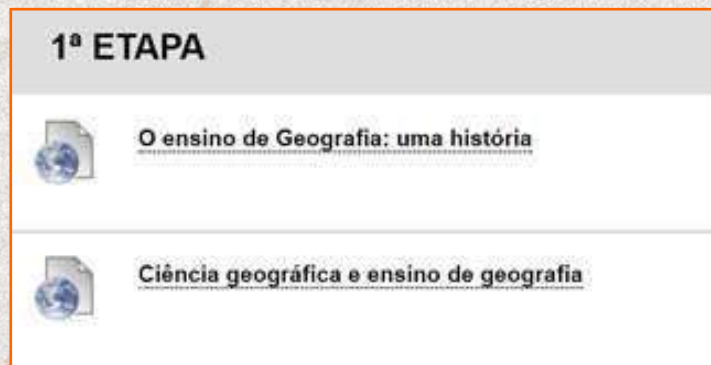 1ª ETAPA
O ensino de Geografia: uma história
Ciência geográfica e ensino de geografia